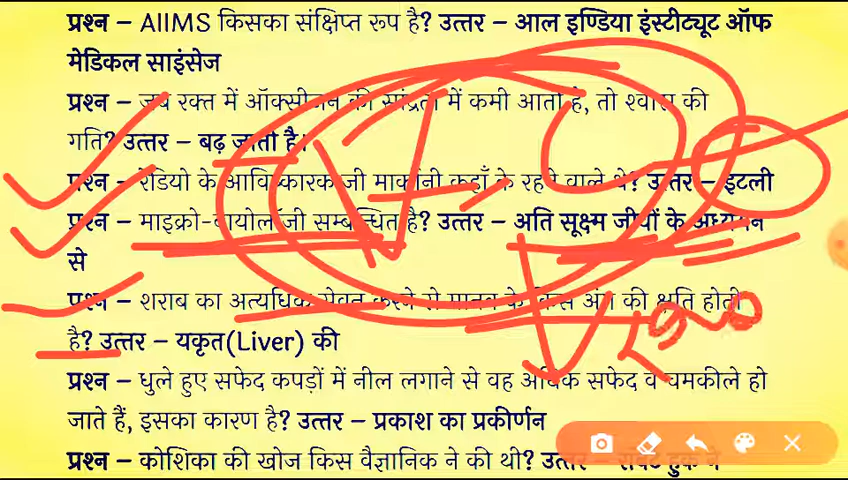 प्रश्न – AIIMS किसका संक्षिप्त रूप है? उत्तर – आल इण्डिया इंस्टीट्यूट ऑफ
मेडिकल साइंसेज
प्रश्न – जब रक्त में ऑक्सीजन की सांद्रता में कमी आती है, तो श्वास की
गति? उत्तर – बढ़ जाती है।
प्रश्न – रेडियो के आविष्कारक जी मार्कोनी कहाँ के रहने वाले थे? उत्तर – इटली
प्रश्न – माइक्रो-बायोलॉजी सम्बन्धित है? उत्तर – अति सूक्ष्म जीवों के अध्ययन
से
प्रश्न – शराब का अत्यधिक सेवन करने से मानव के किस अंग की क्षति होती
है? उत्तर – यकृत(Liver) की
प्रश्न – धुले हुए सफेद कपड़ों में नील लगाने से वह अधिक सफेद व चमकीले हो
जाते हैं, इसका कारण है? उत्तर – प्रकाश का प्रकीर्णन
प्रश्न – कोशिका की खोज किस वैज्ञानिक ने की थी? उत्तर – राबर्ट हुक ने